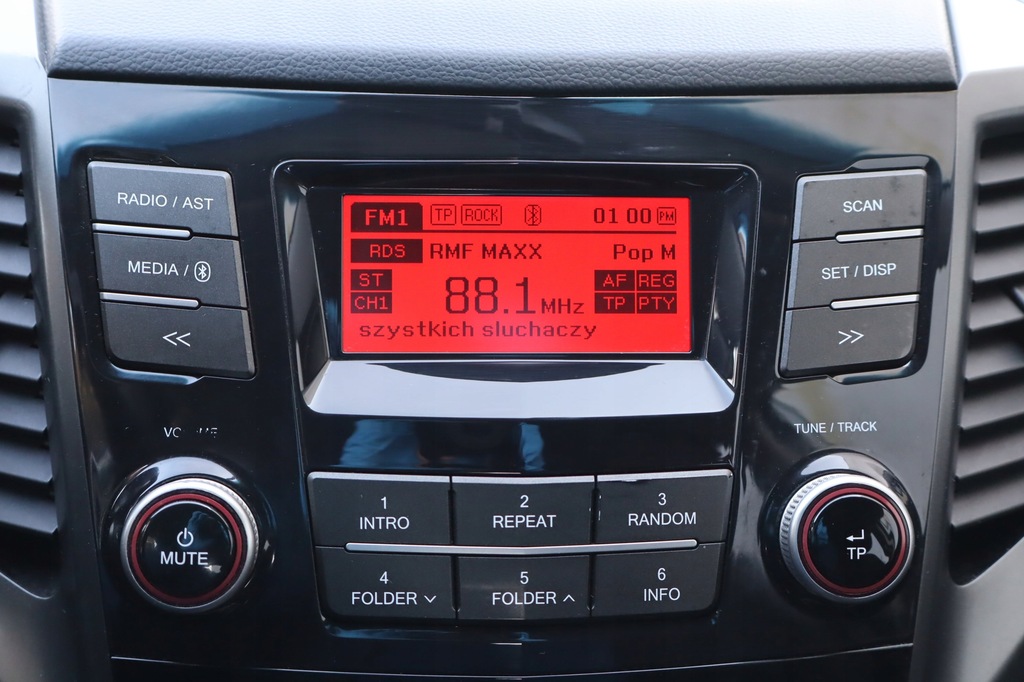 RADIO / AST
MEDIA /
<<
FM1 TP ROCK 01 00 PM
RDS RMF MAXX Pop M
ST AF REG
CH1 88.1 MHz TP PTY
szystkich sluchaczy
SCAN
SET / DISP
>>
TUNE / TRACK
MUTE
1
INTRO
2
REPEAT
3
RANDOM
4
FOLDER
5
FOLDER
6
INFO
TP